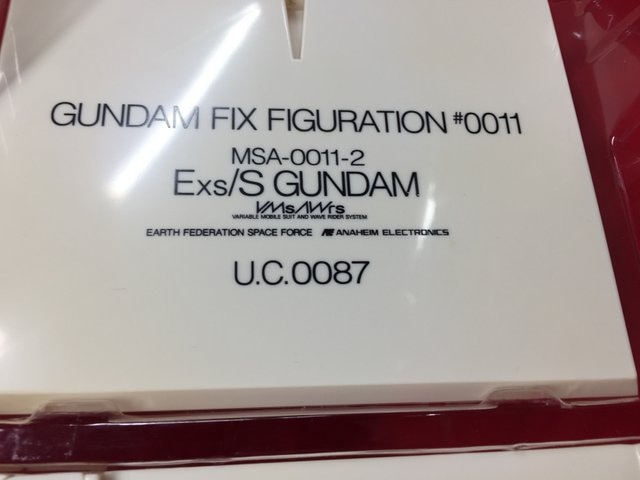 GUNDAM FIX FIGURATION #0011
MSA-0011-2
Exs/S GUNDAM
VMsAWrs
VARIABLE MOBILE SUIT AND WAVE RIDER SYSTEM
EARTH FEDERATION SPACE FORCE AE ANAHEIM ELECTRONICS
U.C.0087